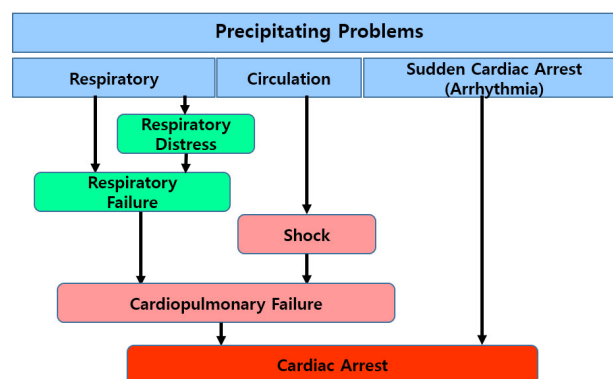 Precipitating Problems
Respiratory
Circulation
Sudden Cardiac Arrest
(Arrhythmia)
Respiratory
Distress
Respiratory
Failure
Shock
Cardiopulmonary Failure
Cardiac Arrest